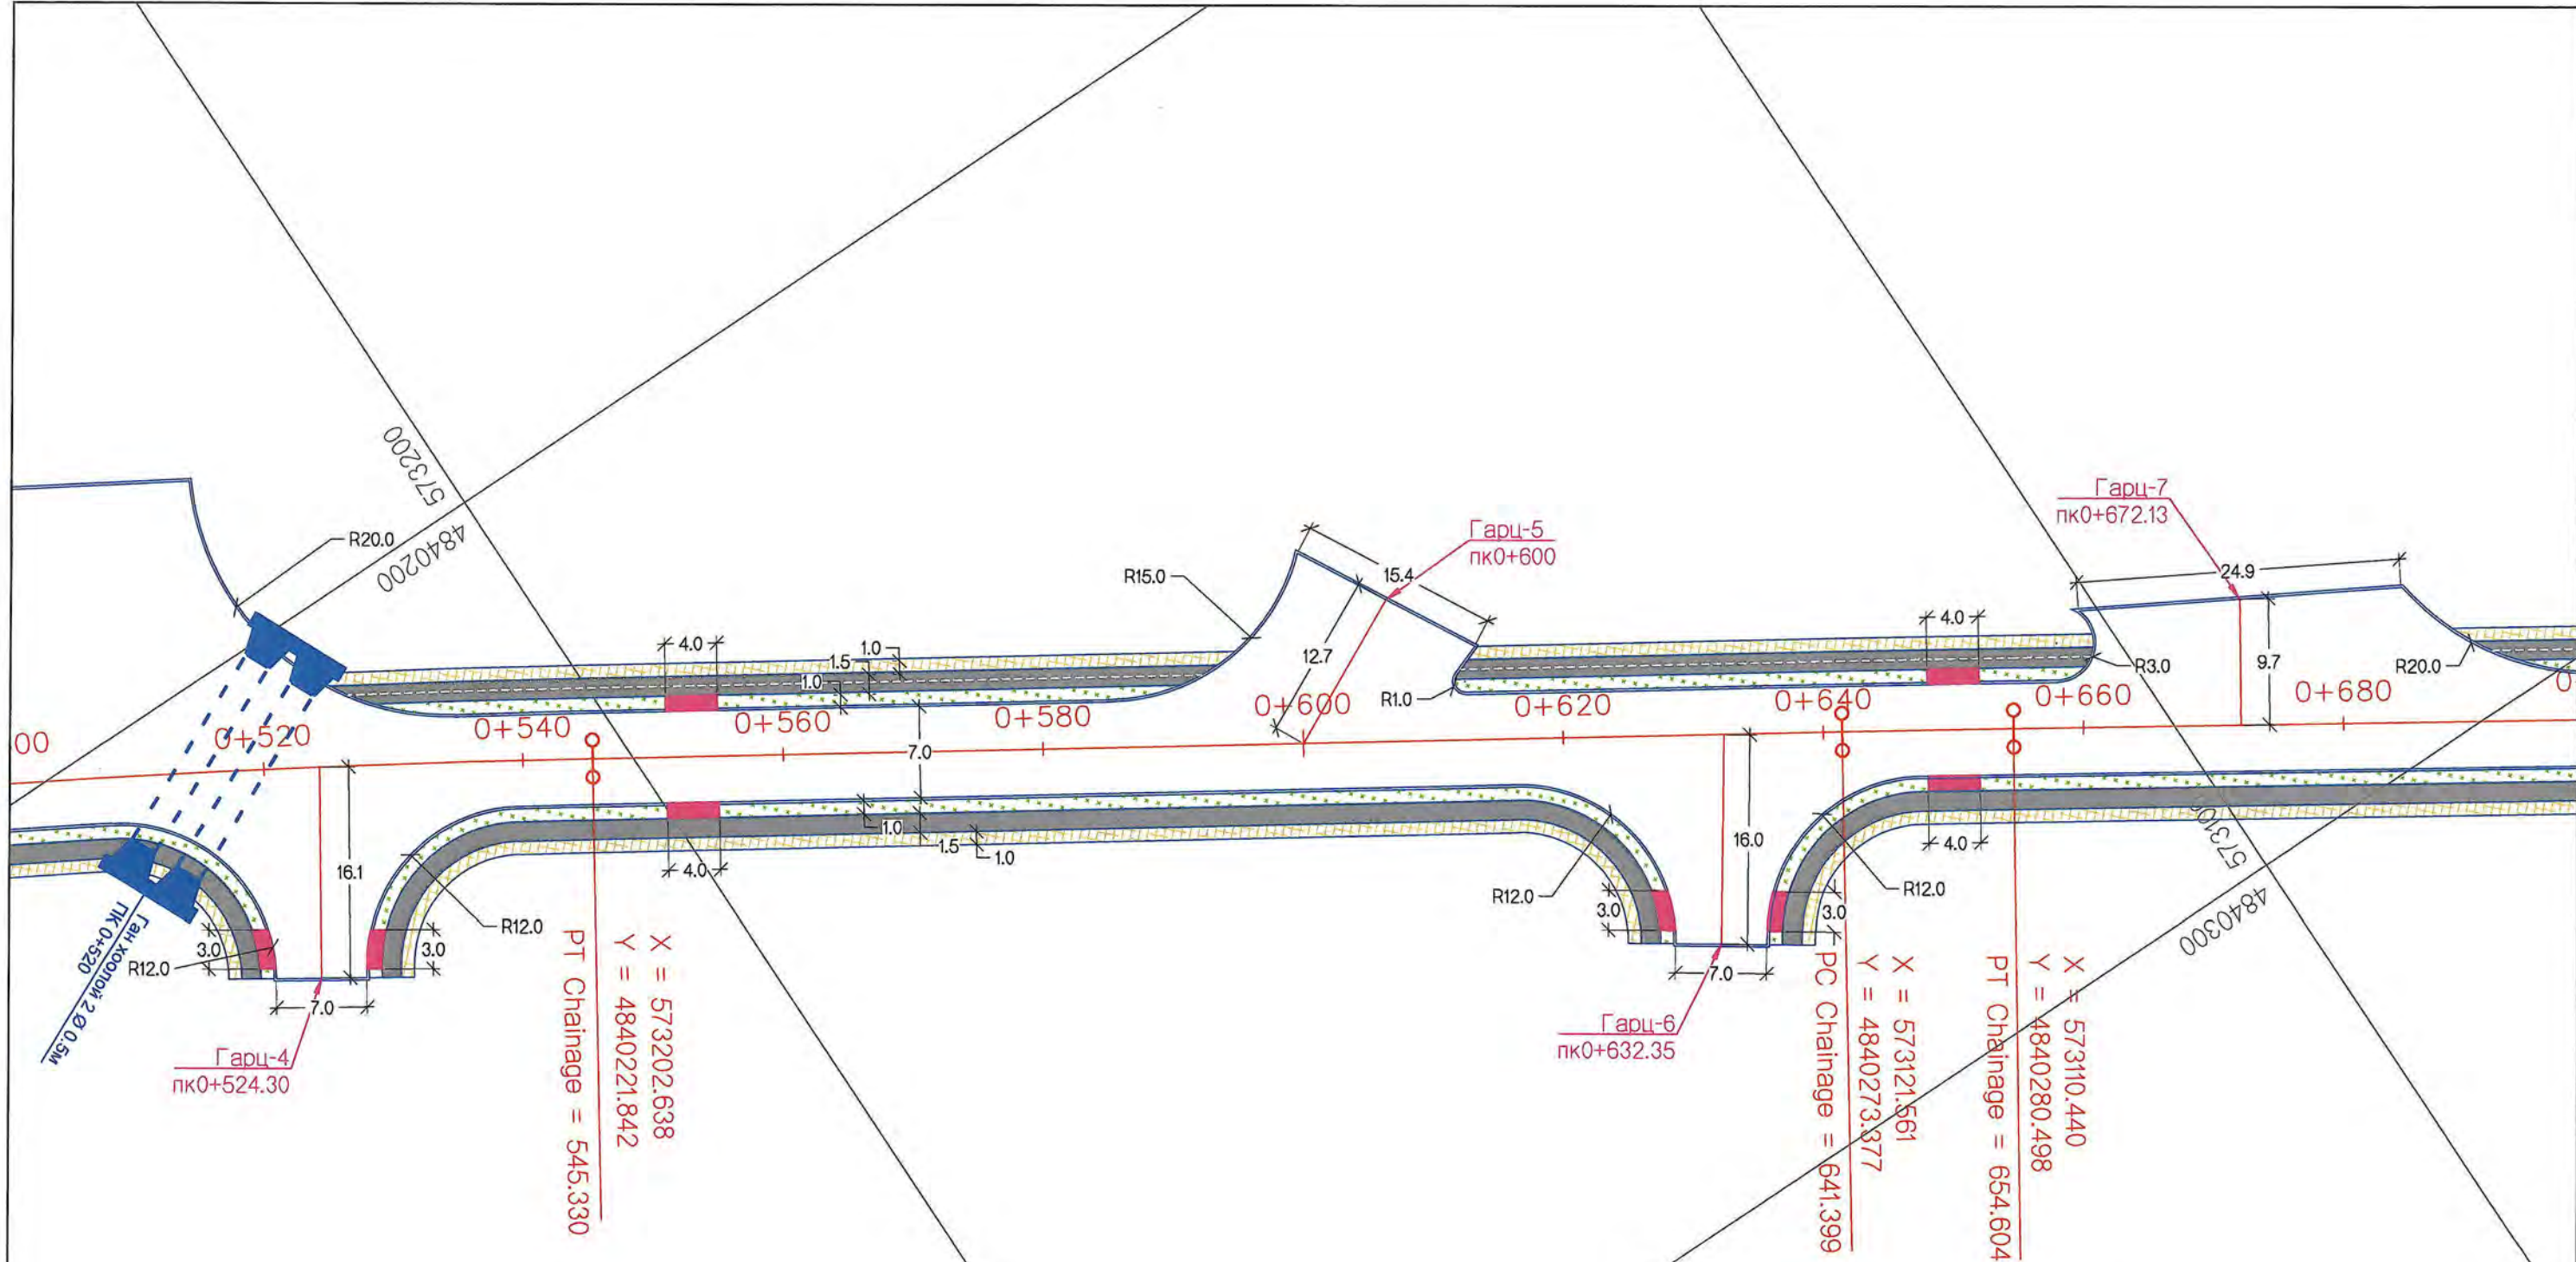 573200
4840200
R20.0
Гарц-5
пк0+600
15.4
12.7
R15.0
R1.0
Гарц-7
пк0+672.13
24.9
9.7
R3.0
R20.0
4.0
1.0
1.5
1.0
4.0
00
0+520
0+540
0+560
0+580
0+600
0+620
0+640
0+660
0+680
0
7.0
1.0
1.5
1.0
4.0
4.0
16.1
R12.0
R12.0
3.0
3.0
7.0
Гарц-4
пк0+524.30
Ган хоолой 2 Ø 0.5м
ПК 0+520
X = 573202.638
Y = 4840221.842
PT Chainage = 545.330
16.0
R12.0
R12.0
3.0
3.0
7.0
Гарц-6
пк0+632.35
X = 573121.561
Y = 4840273.377
PC Chainage = 641.399
X = 573110.440
Y = 4840280.498
PT Chainage = 654.604
4840300